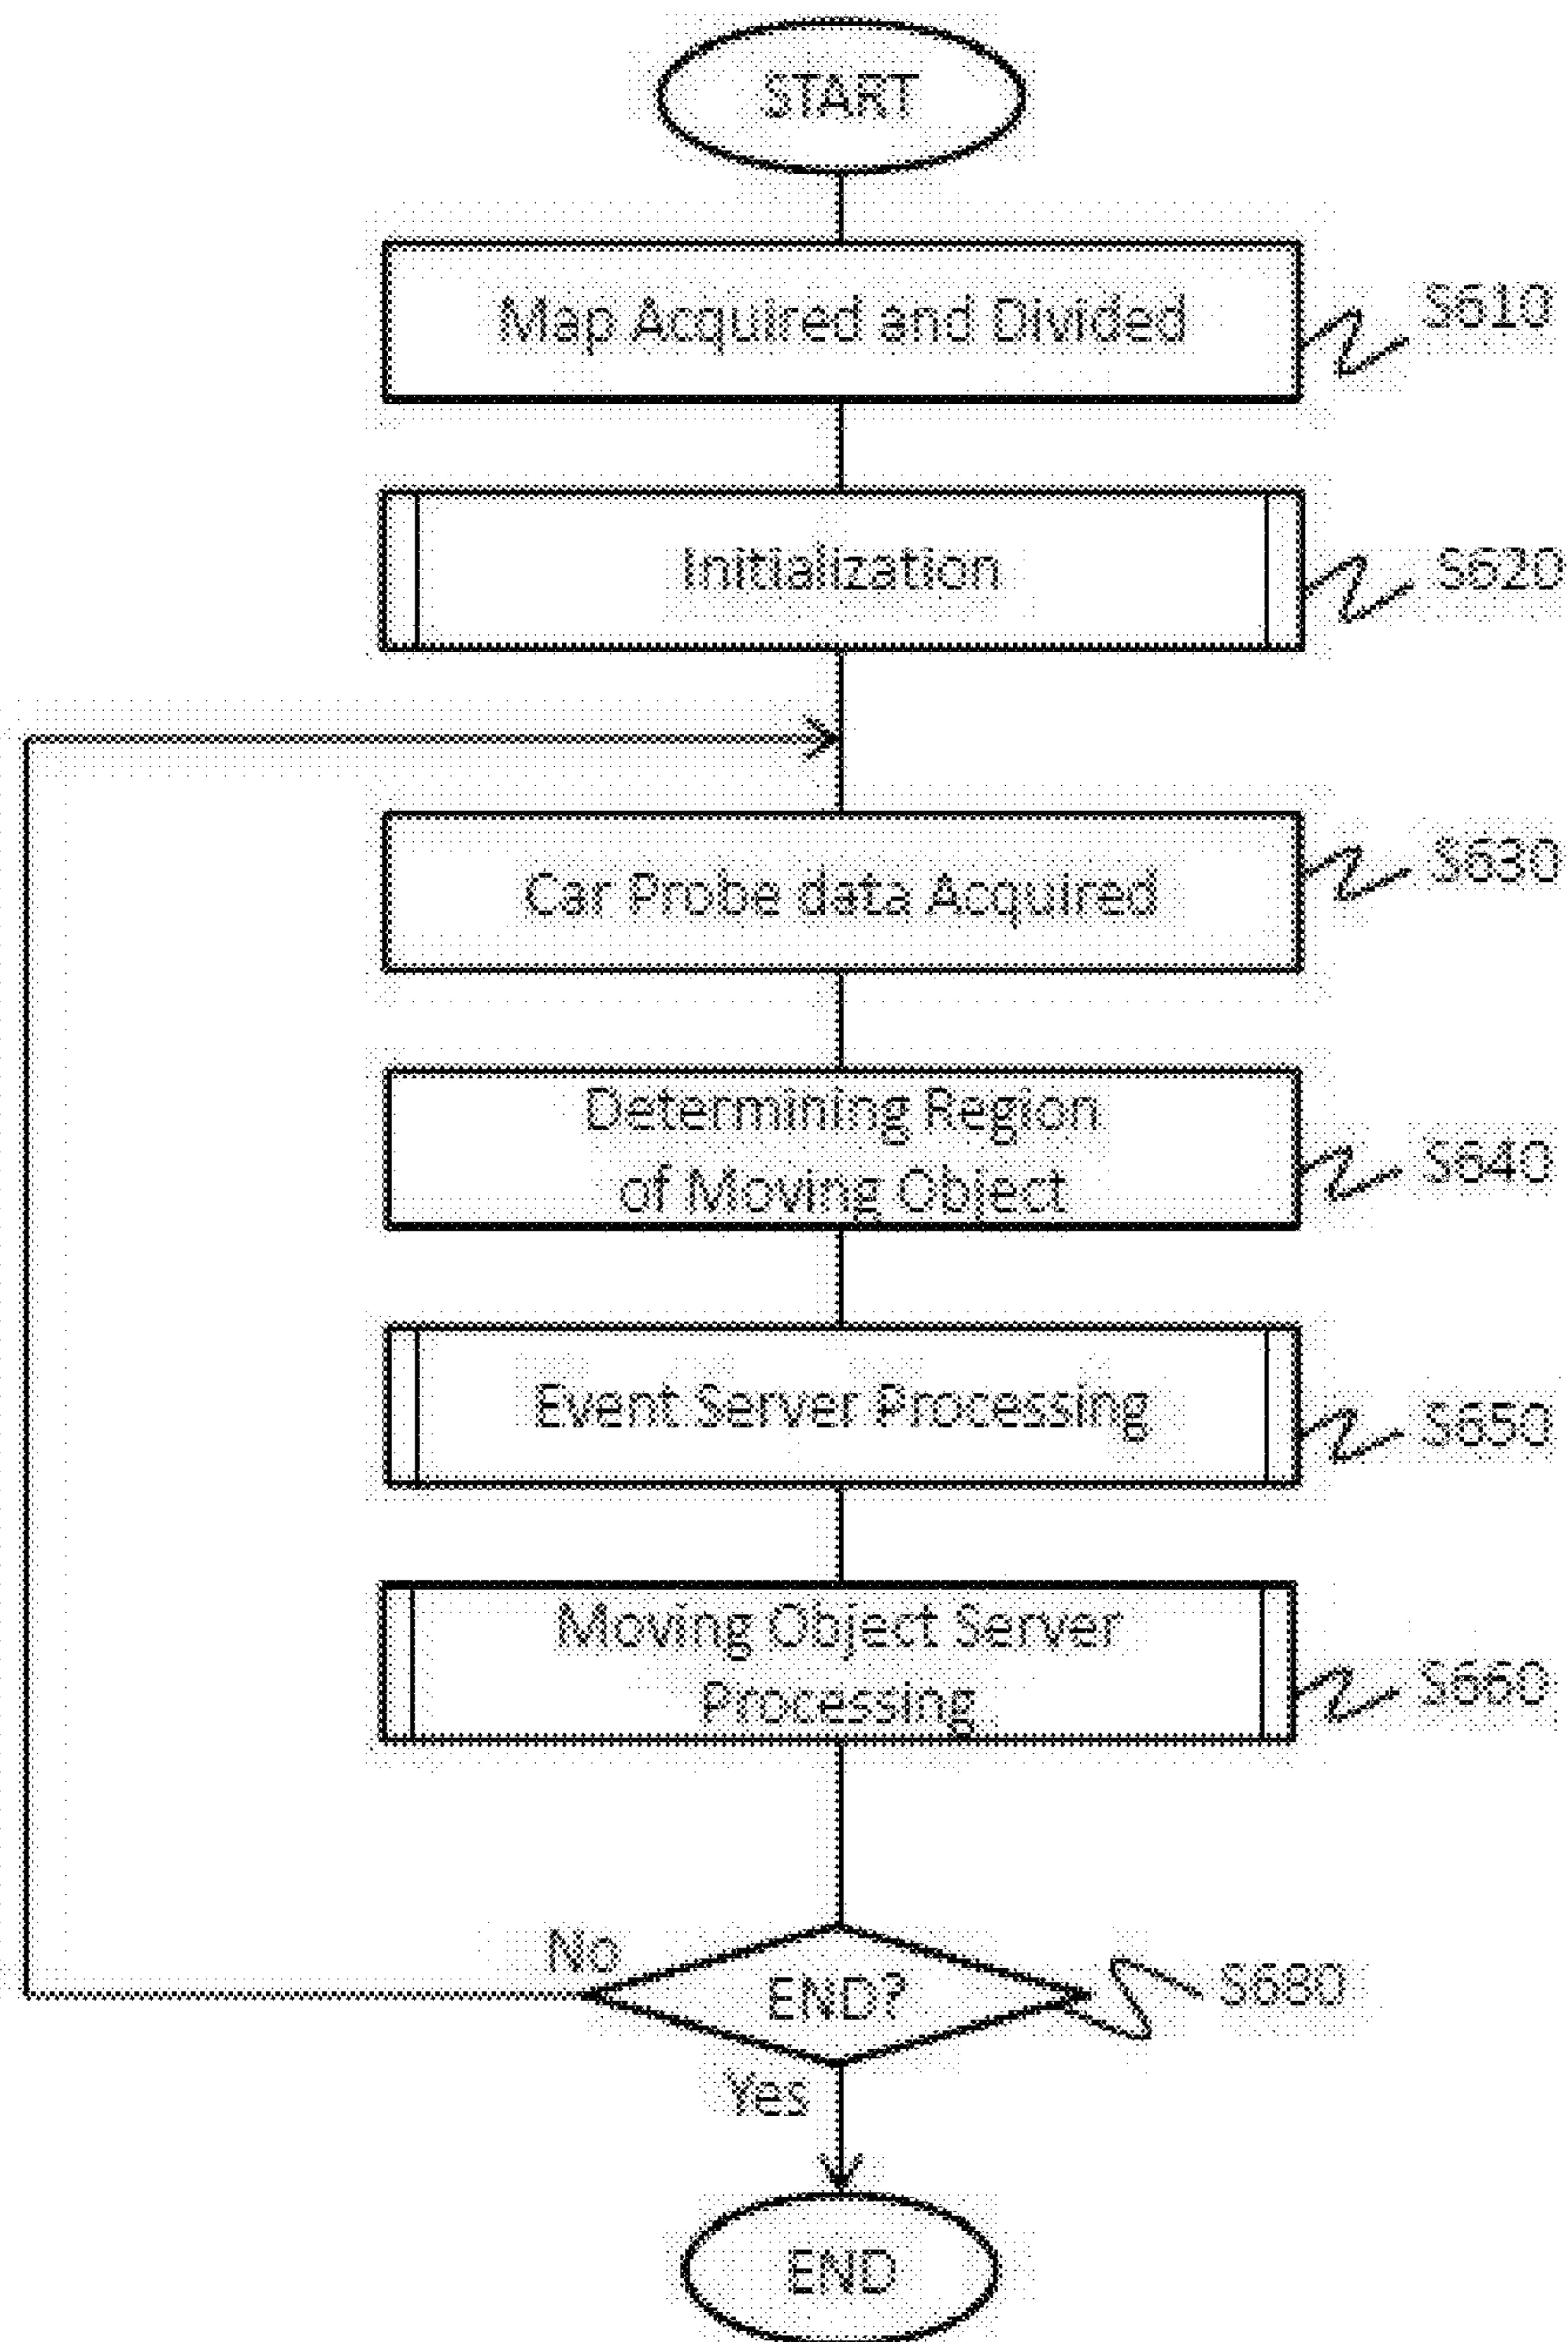 START
Map Acquired and Divided
S610
Initialization
S620
Car Probe data Acquired
S630
Determining Region
of Moving Object
S640
Event Server Processing
S650
Moving Object Server
Processing
S660
No
END?
S680
Yes
END